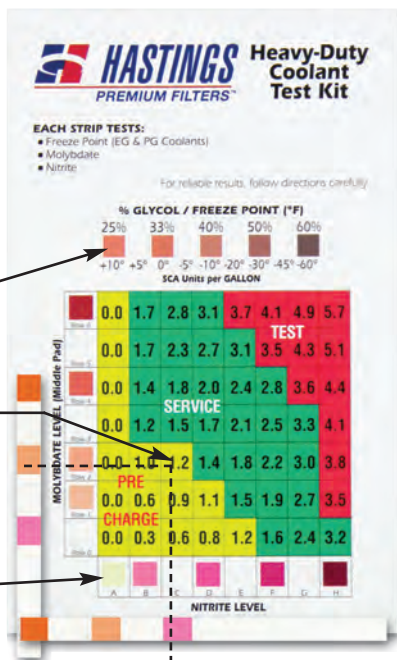 HASTINGS
PREMIUM FILTERS™
Heavy-Duty
Coolant
Test Kit
EACH STRIP TESTS:
• Freeze Point (EG & PG Coolants)
• Molybdate
• Nitrite
For reliable results, follow directions carefully
% GLYCOL / FREEZE POINT (°F)
25% 33% 40% 50% 60%
+10° +5° 0° -5° -10° -20° -30° -45° -60°
SCA Units per GALLON
MOLYBDATE LEVEL (Middle Pad)
0.0 1.7 2.8 3.1 3.7 4.1 4.9 5.7
TEST
0.0 1.7 2.3 2.7 3.1 3.5 4.3 5.1
0.0 1.4 1.8 2.0 2.4 2.8 3.6 4.4
SERVICE
0.0 1.2 1.5 1.7 2.1 2.5 3.3 4.1
0.0 1.0 1.2 1.4 1.8 2.2 3.0 3.8
PRE
0.0 0.6 0.9 1.1 1.5 1.9 2.7 3.5
CHARGE
0.0 0.3 0.6 0.8 1.2 1.6 2.4 3.2
A B C D E F G H
NITRITE LEVEL